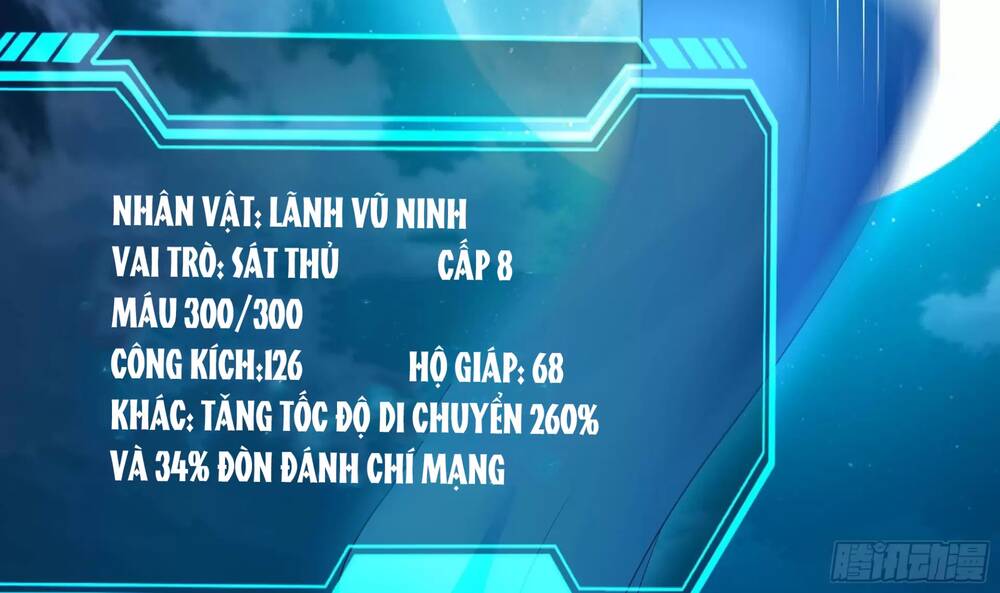 NHÂN VẬT: LÃNH VŨ NINH
VAI TRÒ: SÁT THỦ CẤP 8
MÁU 300/300
CÔNG KÍCH:126 HỘ GIÁP: 68
KHÁC: TĂNG TỐC ĐỘ DI CHUYỂN 260%
VÀ 34% ĐÒN ĐÁNH CHÍ MẠNG
腾讯动漫